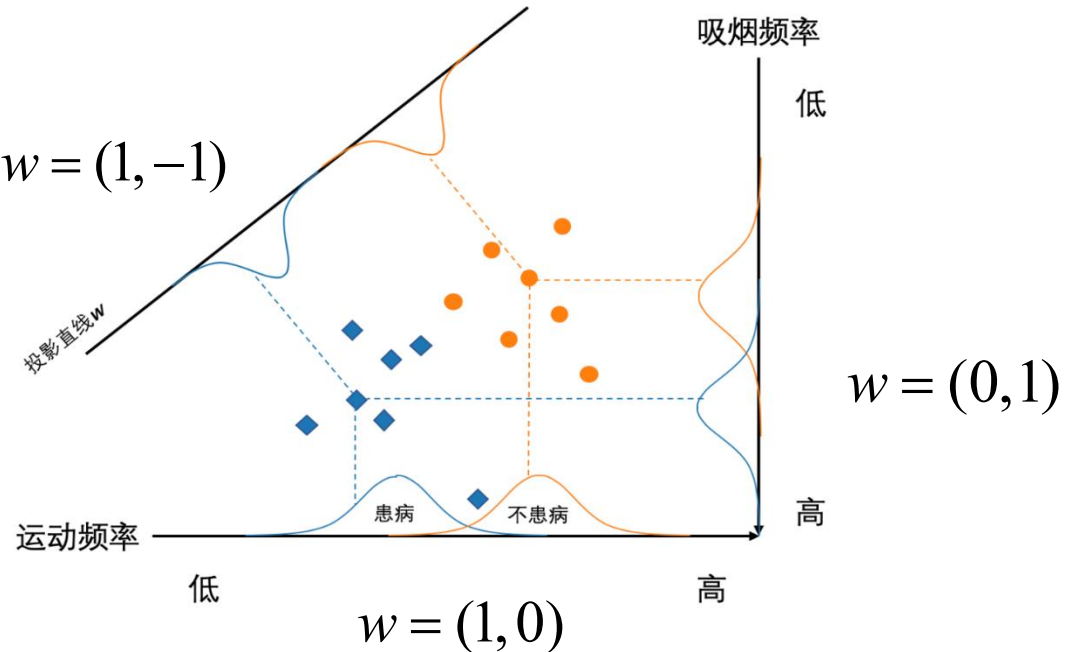 吸烟频率
低
w = (1, −1)
投影直线w
w = (0, 1)
患病
不患病
高
运动频率
低
高
w = (1, 0)